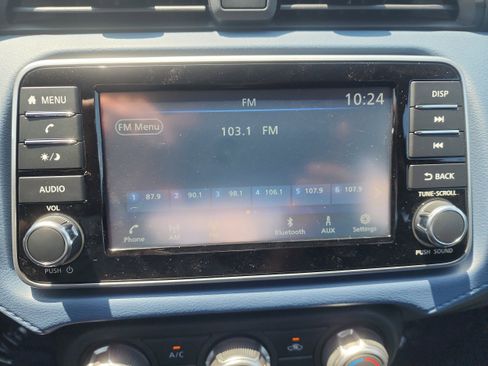 FM 10:24
FM Menu
103.1 FM
1 87.9 2 90.1 3 98.1 4 106.1 5 107.9 6 107.9
Phone AM Bluetooth AUX Settings
MENU
AUDIO
VOL
PUSH
DISP
BACK
TUNE·SCROLL
PUSH SOUND
A/C